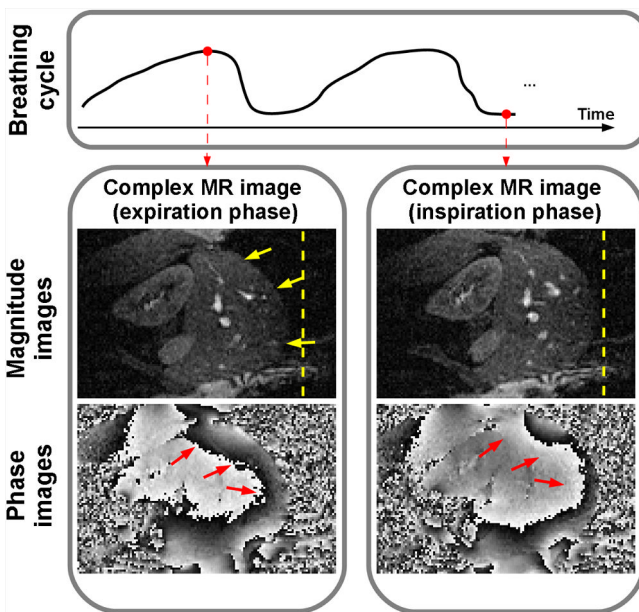 Breathing
cycle
...
Time
Complex MR image
(expiration phase)
Complex MR image
(inspiration phase)
Magnitude
images
Phase
images